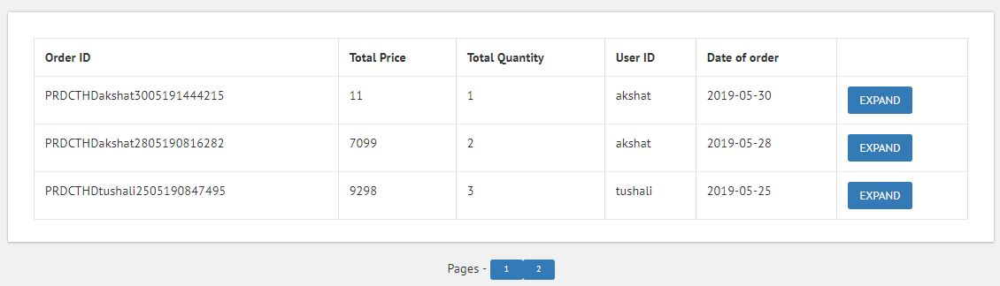 Order ID Total Price Total Quantity User ID Date of order
PRDCTHDakshat3005191444215 11 1 akshat 2019-05-30 EXPAND
PRDCTHDakshat2805190816282 7099 2 akshat 2019-05-28 EXPAND
PRDCTHDtushali2505190847495 9298 3 tushali 2019-05-25 EXPAND
Pages - 1 2